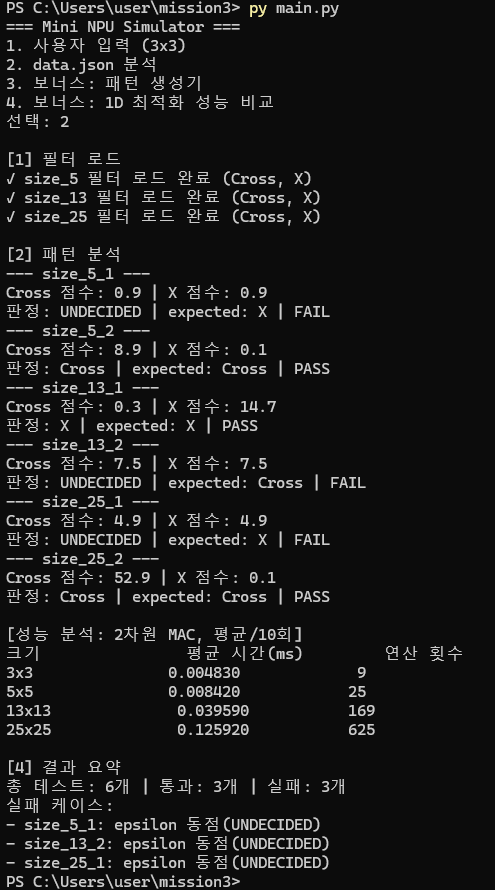 PS C:\Users\user\mission3> py main.py
=== Mini NPU Simulator ===
1. 사용자 입력 (3x3)
2. data.json 분석
3. 보너스: 패턴 생성기
4. 보너스: 1D 최적화 성능 비교
선택: 2
[1] 필터 로드
✓ size_5 필터 로드 완료 (Cross, X)
✓ size_13 필터 로드 완료 (Cross, X)
✓ size_25 필터 로드 완료 (Cross, X)
[2] 패턴 분석
--- size_5_1 ---
Cross 점수: 0.9 | X 점수: 0.9
판정: UNDECIDED | expected: X | FAIL
--- size_5_2 ---
Cross 점수: 8.9 | X 점수: 0.1
판정: Cross | expected: Cross | PASS
--- size_13_1 ---
Cross 점수: 0.3 | X 점수: 14.7
판정: X | expected: X | PASS
--- size_13_2 ---
Cross 점수: 7.5 | X 점수: 7.5
판정: UNDECIDED | expected: Cross | FAIL
--- size_25_1 ---
Cross 점수: 4.9 | X 점수: 4.9
판정: UNDECIDED | expected: X | FAIL
--- size_25_2 ---
Cross 점수: 52.9 | X 점수: 0.1
판정: Cross | expected: Cross | PASS
[성능 분석: 2차원 MAC, 평균/10회]
크기 평균 시간(ms) 연산 횟수
3x3 0.004830 9
5x5 0.008420 25
13x13 0.039590 169
25x25 0.125920 625
[4] 결과 요약
총 테스트: 6개 | 통과: 3개 | 실패: 3개
실패 케이스:
- size_5_1: epsilon 동점(UNDECIDED)
- size_13_2: epsilon 동점(UNDECIDED)
- size_25_1: epsilon 동점(UNDECIDED)
PS C:\Users\user\mission3>